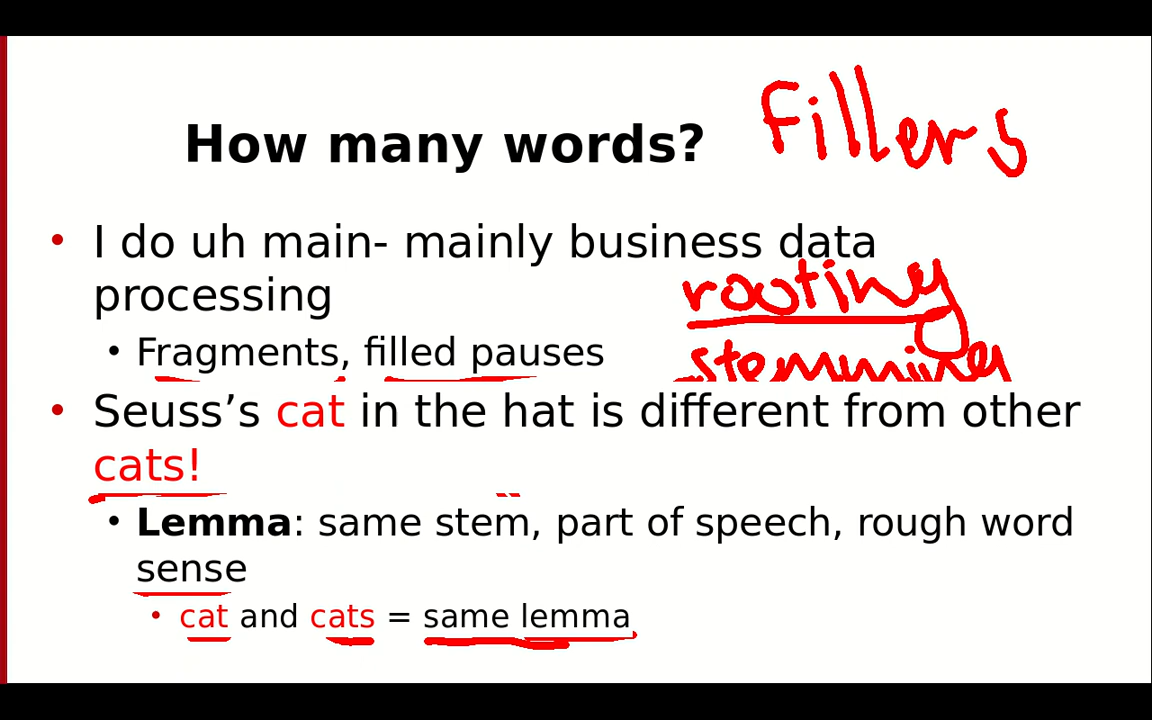 How many words? Fillers
• I do uh main- mainly business data
processing
rooting
• Fragments, filled pauses
stemming
• Seuss’s cat in the hat is different from other
cats!
• Lemma: same stem, part of speech, rough word
sense
• cat and cats = same lemma